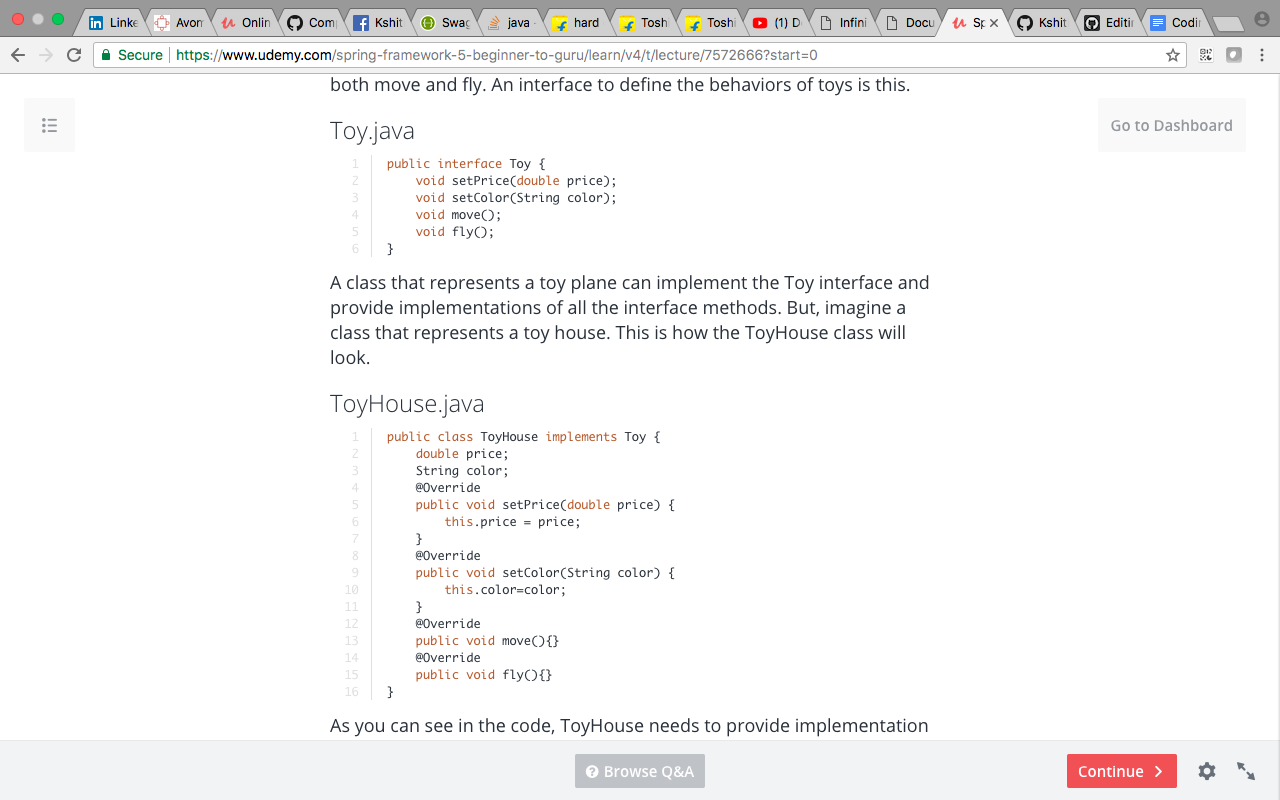 Linke
Avon
Onlin
Com
Kshit
Swag
java -
hard
Tosh
Toshi
(1) D
Infini
Docu
Sp
Kshit
Editi
Codi
Secure
https://www.udemy.com/spring-framework-5-beginner-to-guru/learn/v4/t/lecture/7572666?start=0
both move and fly. An interface to define the behaviors of toys is this.
Go to Dashboard
Toy.java
1 public interface Toy {
2 void setPrice(double price);
3 void setColor(String color);
4 void move();
5 void fly();
6 }
A class that represents a toy plane can implement the Toy interface and
provide implementations of all the interface methods. But, imagine a
class that represents a toy house. This is how the ToyHouse class will
look.
ToyHouse.java
1 public class ToyHouse implements Toy {
2 double price;
3 String color;
4 @Override
5 public void setPrice(double price) {
6 this.price = price;
7 }
8 @Override
9 public void setColor(String color) {
10 this.color=color;
11 }
12 @Override
13 public void move(){}
14 @Override
15 public void fly(){}
16 }
As you can see in the code, ToyHouse needs to provide implementation
Browse Q&A
Continue